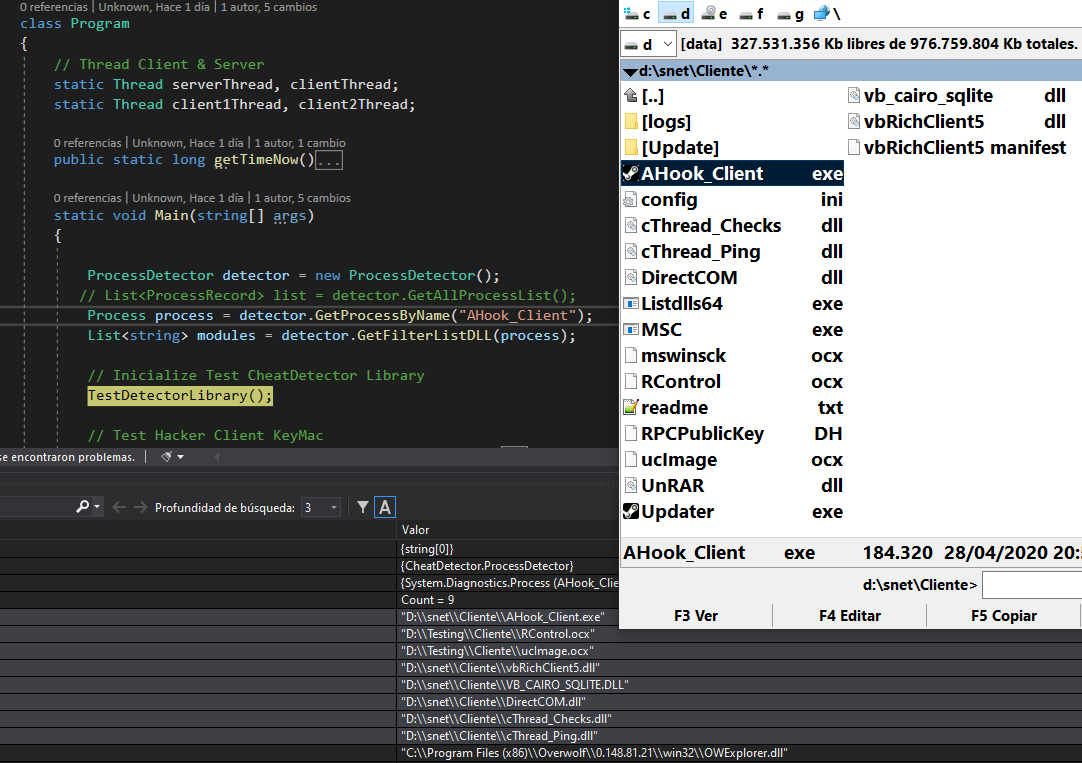 0 referencias | Unknown, Hace 1 día | 1 autor, 5 cambios
class Program
{
// Thread Client & Server
static Thread serverThread, clientThread;
static Thread client1Thread, client2Thread;
0 referencias | Unknown, Hace 1 día | 1 autor, 1 cambio
public static long getTimeNow()...
0 referencias | Unknown, Hace 1 día | 1 autor, 5 cambios
static void Main(string[] args)
{
ProcessDetector detector = new ProcessDetector();
// List<ProcessRecord> list = detector.GetAllProcessList();
Process process = detector.GetProcessByName("AHook_Client");
List<string> modules = detector.GetFilterListDLL(process);
// Inicialize Test CheatDetector Library
TestDetectorLibrary();
// Test Hacker Client KeyMac
se encontraron problemas.
Profundidad de búsqueda: 3
A
Valor
{string[0]}
{CheatDetector.ProcessDetector}
{System.Diagnostics.Process (AHook_Clie
Count = 9
"D:\\snet\\Cliente\\AHook_Client.exe"
"D:\\Testing\\Cliente\\RControl.ocx"
"D:\\Testing\\Cliente\\ucImage.ocx"
"D:\\snet\\Cliente\\vbRichClient5.dll"
"D:\\snet\\Cliente\\VB_CAIRO_SQLITE.DLL"
"D:\\snet\\Cliente\\DirectCOM.dll"
"D:\\snet\\Cliente\\cThread_Checks.dll"
"D:\\snet\\Cliente\\cThread_Ping.dll"
"C:\\Program Files (x86)\\Overwolf\\0.148.81.21\\win32\\OWExplorer.dll"
c d e f g \
d [data] 327.531.356 Kb libres de 976.759.804 Kb totales.
d:\snet\Cliente\*.*
[..]
[logs]
[Update]
AHook_Client exe
config ini
cThread_Checks dll
cThread_Ping dll
DirectCOM dll
Listdlls64 exe
MSC exe
mswinsck ocx
RControl ocx
readme txt
RPCPublicKey DH
ucImage ocx
UnRAR dll
Updater exe
vb_cairo_sqlite dll
vbRichClient5 dll
vbRichClient5 manifest
AHook_Client exe 184.320 28/04/2020 20:
d:\snet\Cliente>
F3 Ver F4 Editar F5 Copiar